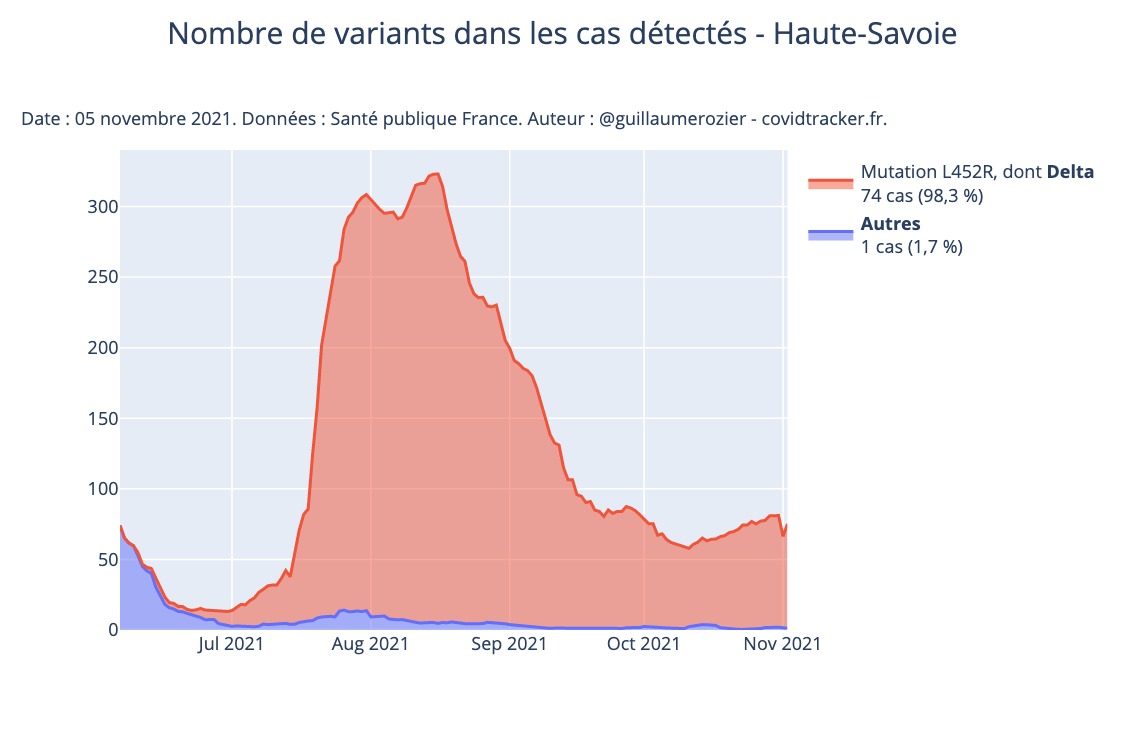 Nombre de variants dans les cas détectés - Haute-Savoie
Date : 05 novembre 2021. Données : Santé publique France. Auteur : @guillaumerozier - covidtracker.fr.
Mutation L452R, dont Delta
74 cas (98,3 %)
Autres
1 cas (1,7 %)
300
250
200
150
100
50
0
Jul 2021
Aug 2021
Sep 2021
Oct 2021
Nov 2021